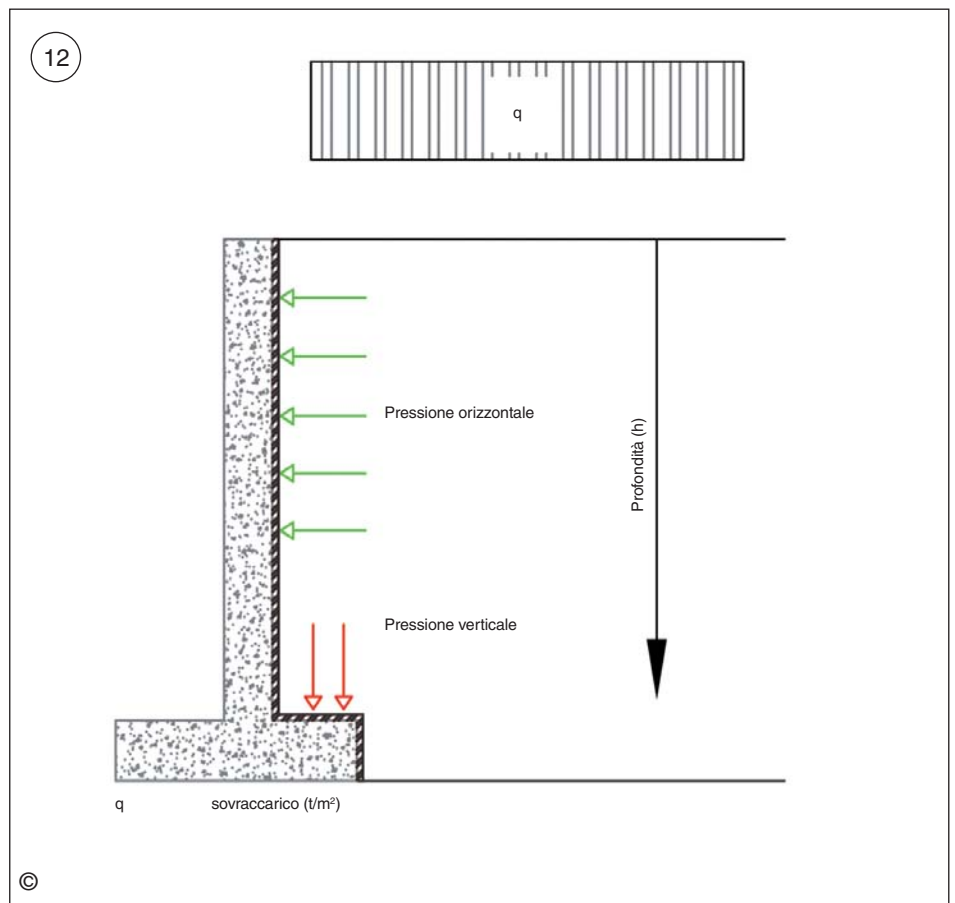 12
q
Pressione orizzontale
Profondità (h)
Pressione verticale
q sovraccarico (t/m²)
©